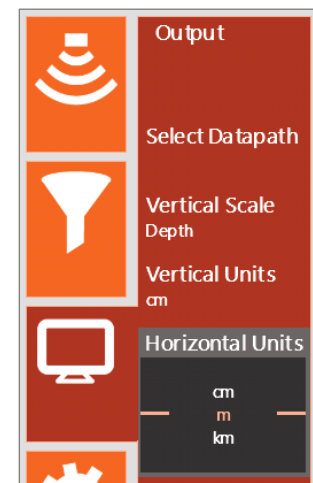 Output
Select Datapath
Vertical Scale
Depth
Vertical Units
cm
Horizontal Units
cm
m
km